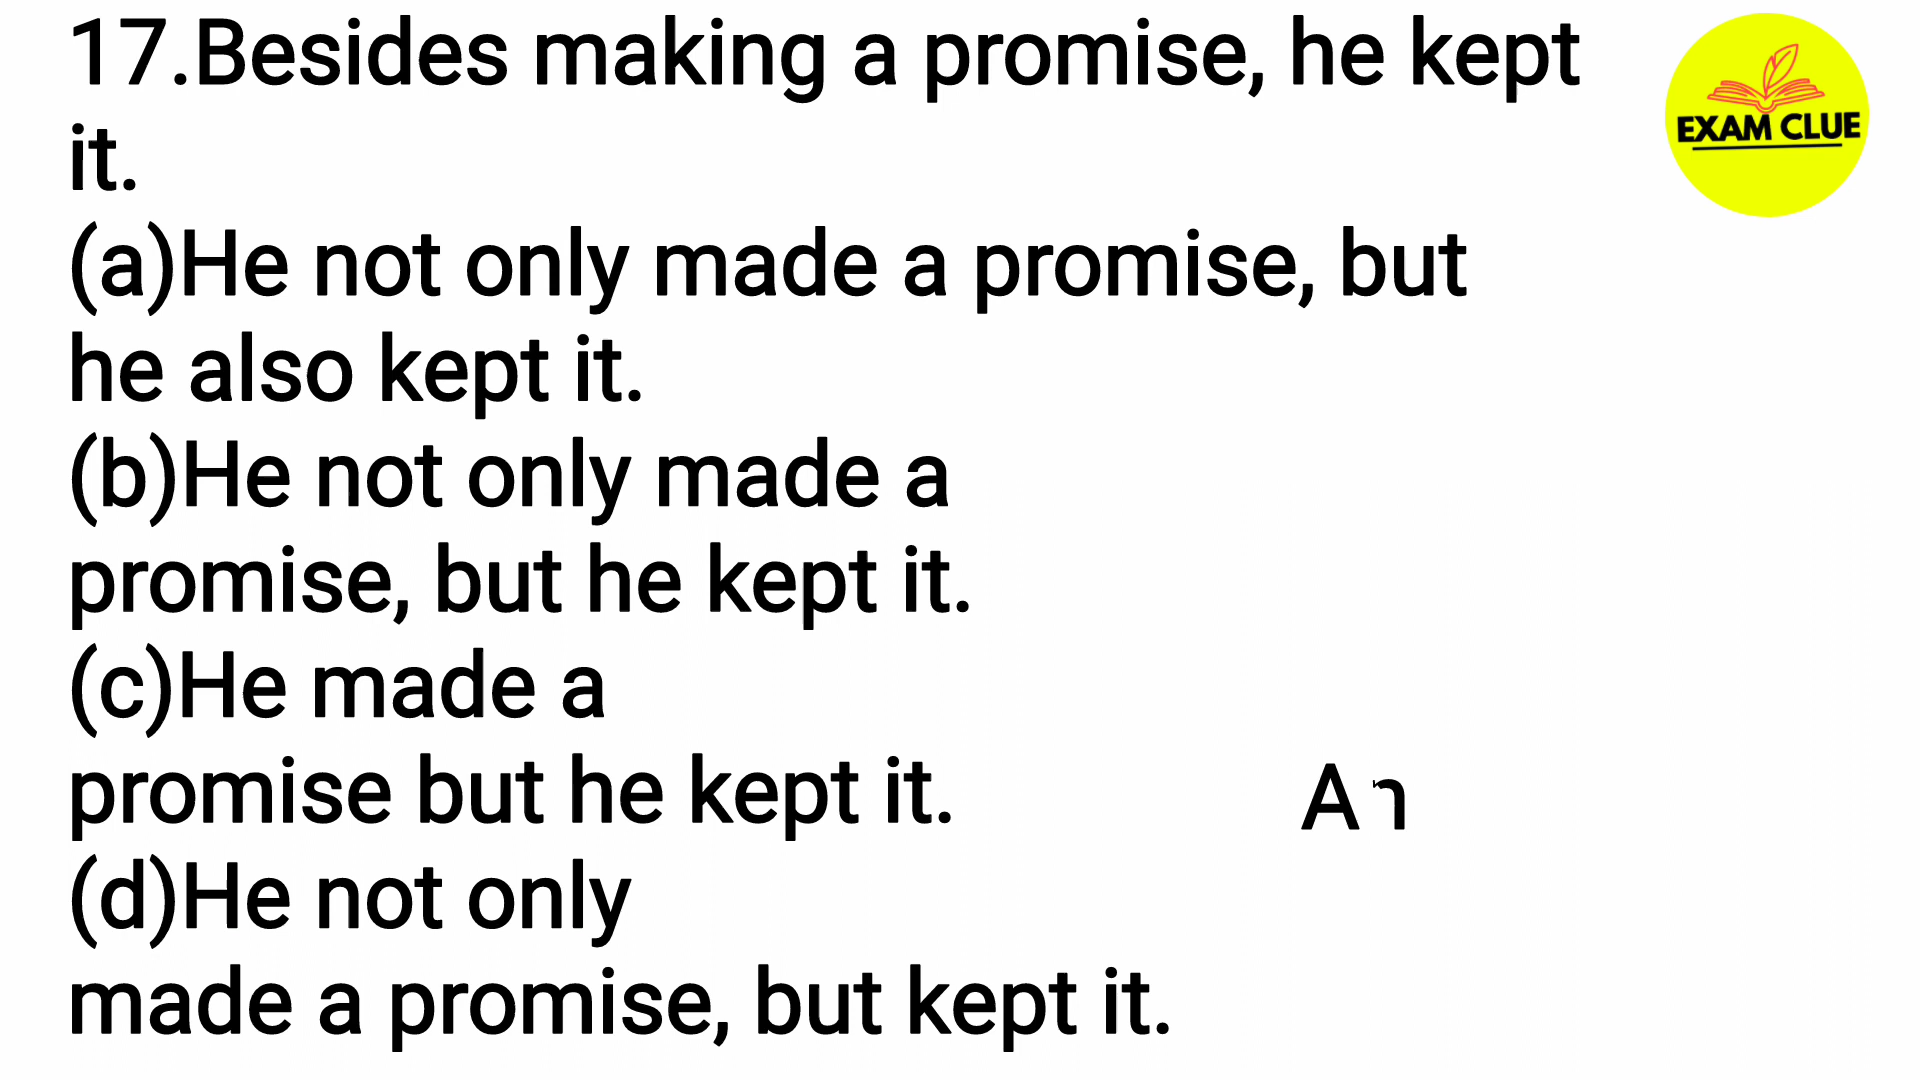 17.Besides making a promise, he kept
it.
(a)He not only made a promise, but
he also kept it.
(b)He not only made a
promise, but he kept it.
(c)He made a
promise but he kept it.
(d)He not only
made a promise, but kept it.
A
EXAM CLUE